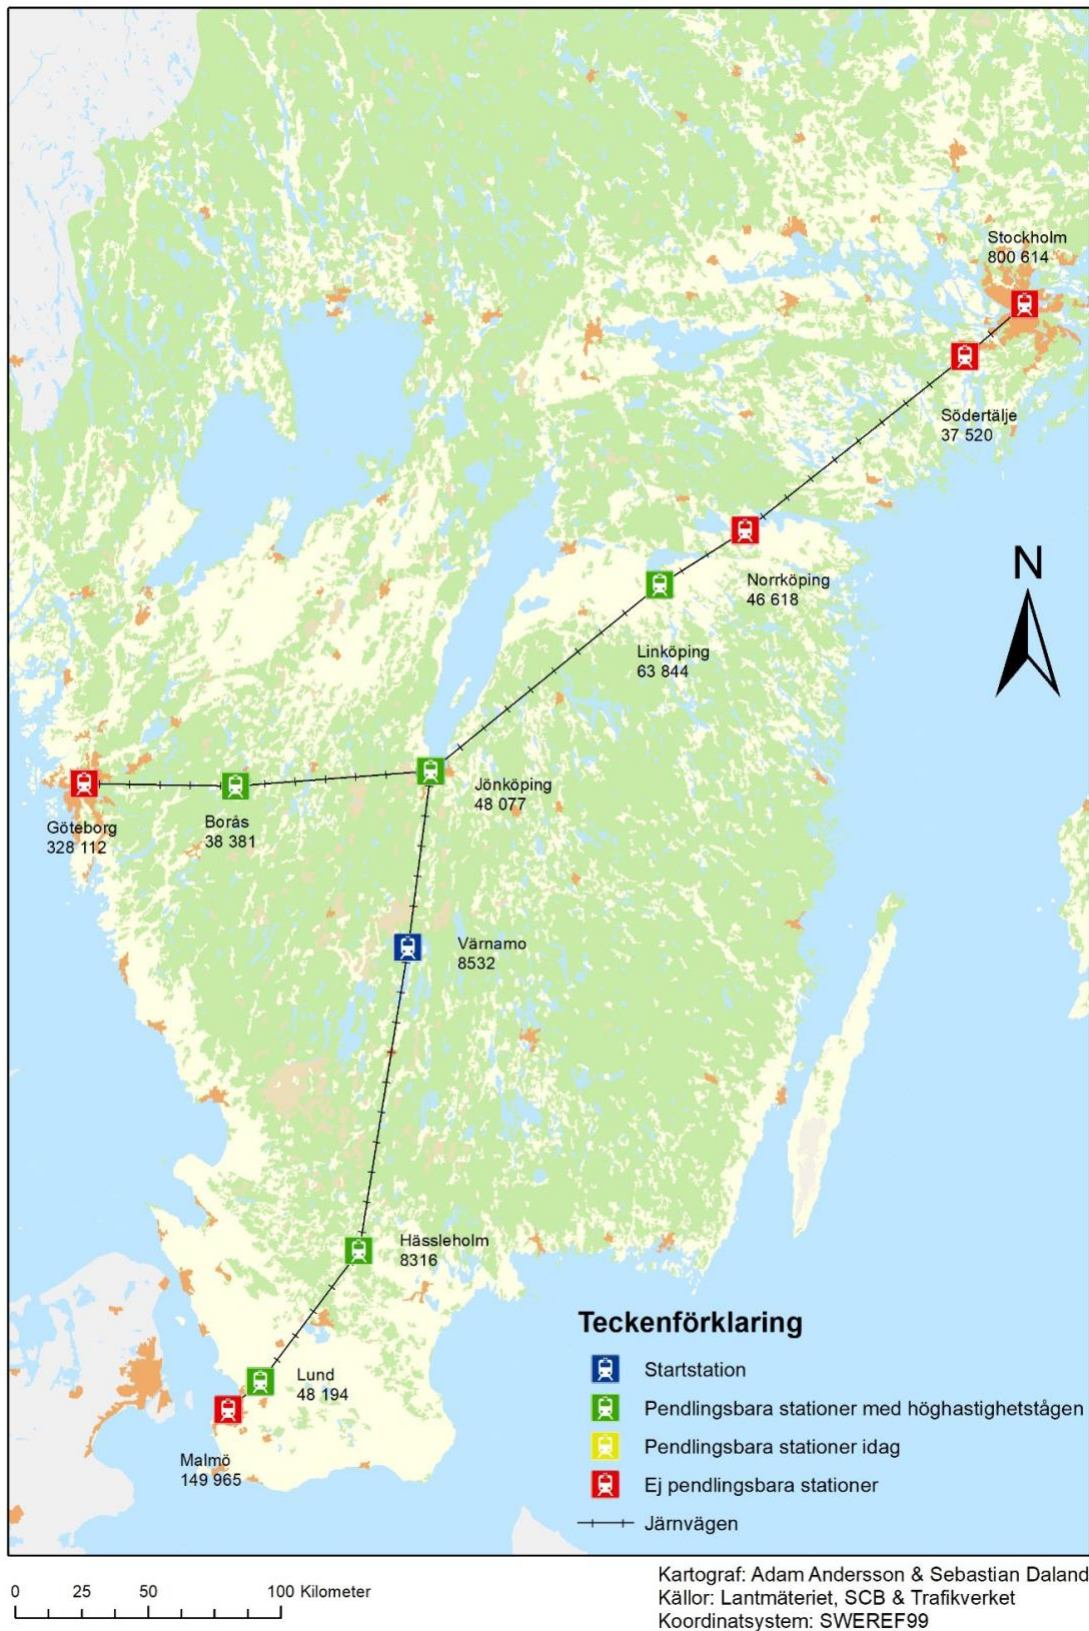 Stockholm
800 614
Södertälje
37 520
N
Norrköping
46 618
Linköping
63 844
Jönköping
48 077
Göteborg
328 112
Borås
38 381
Värnamo
8532
Hässleholm
8316
Lund
48 194
Malmö
149 965
Teckenförklaring
Startstation
Pendlingsbara stationer med höghastighetstågen
Pendlingsbara stationer idag
Ej pendlingsbara stationer
Järnvägen
0 25 50 100 Kilometer
Kartograf: Adam Andersson & Sebastian Daland
Källor: Lantmäteriet, SCB & Trafikverket
Koordinatsystem: SWEREF99